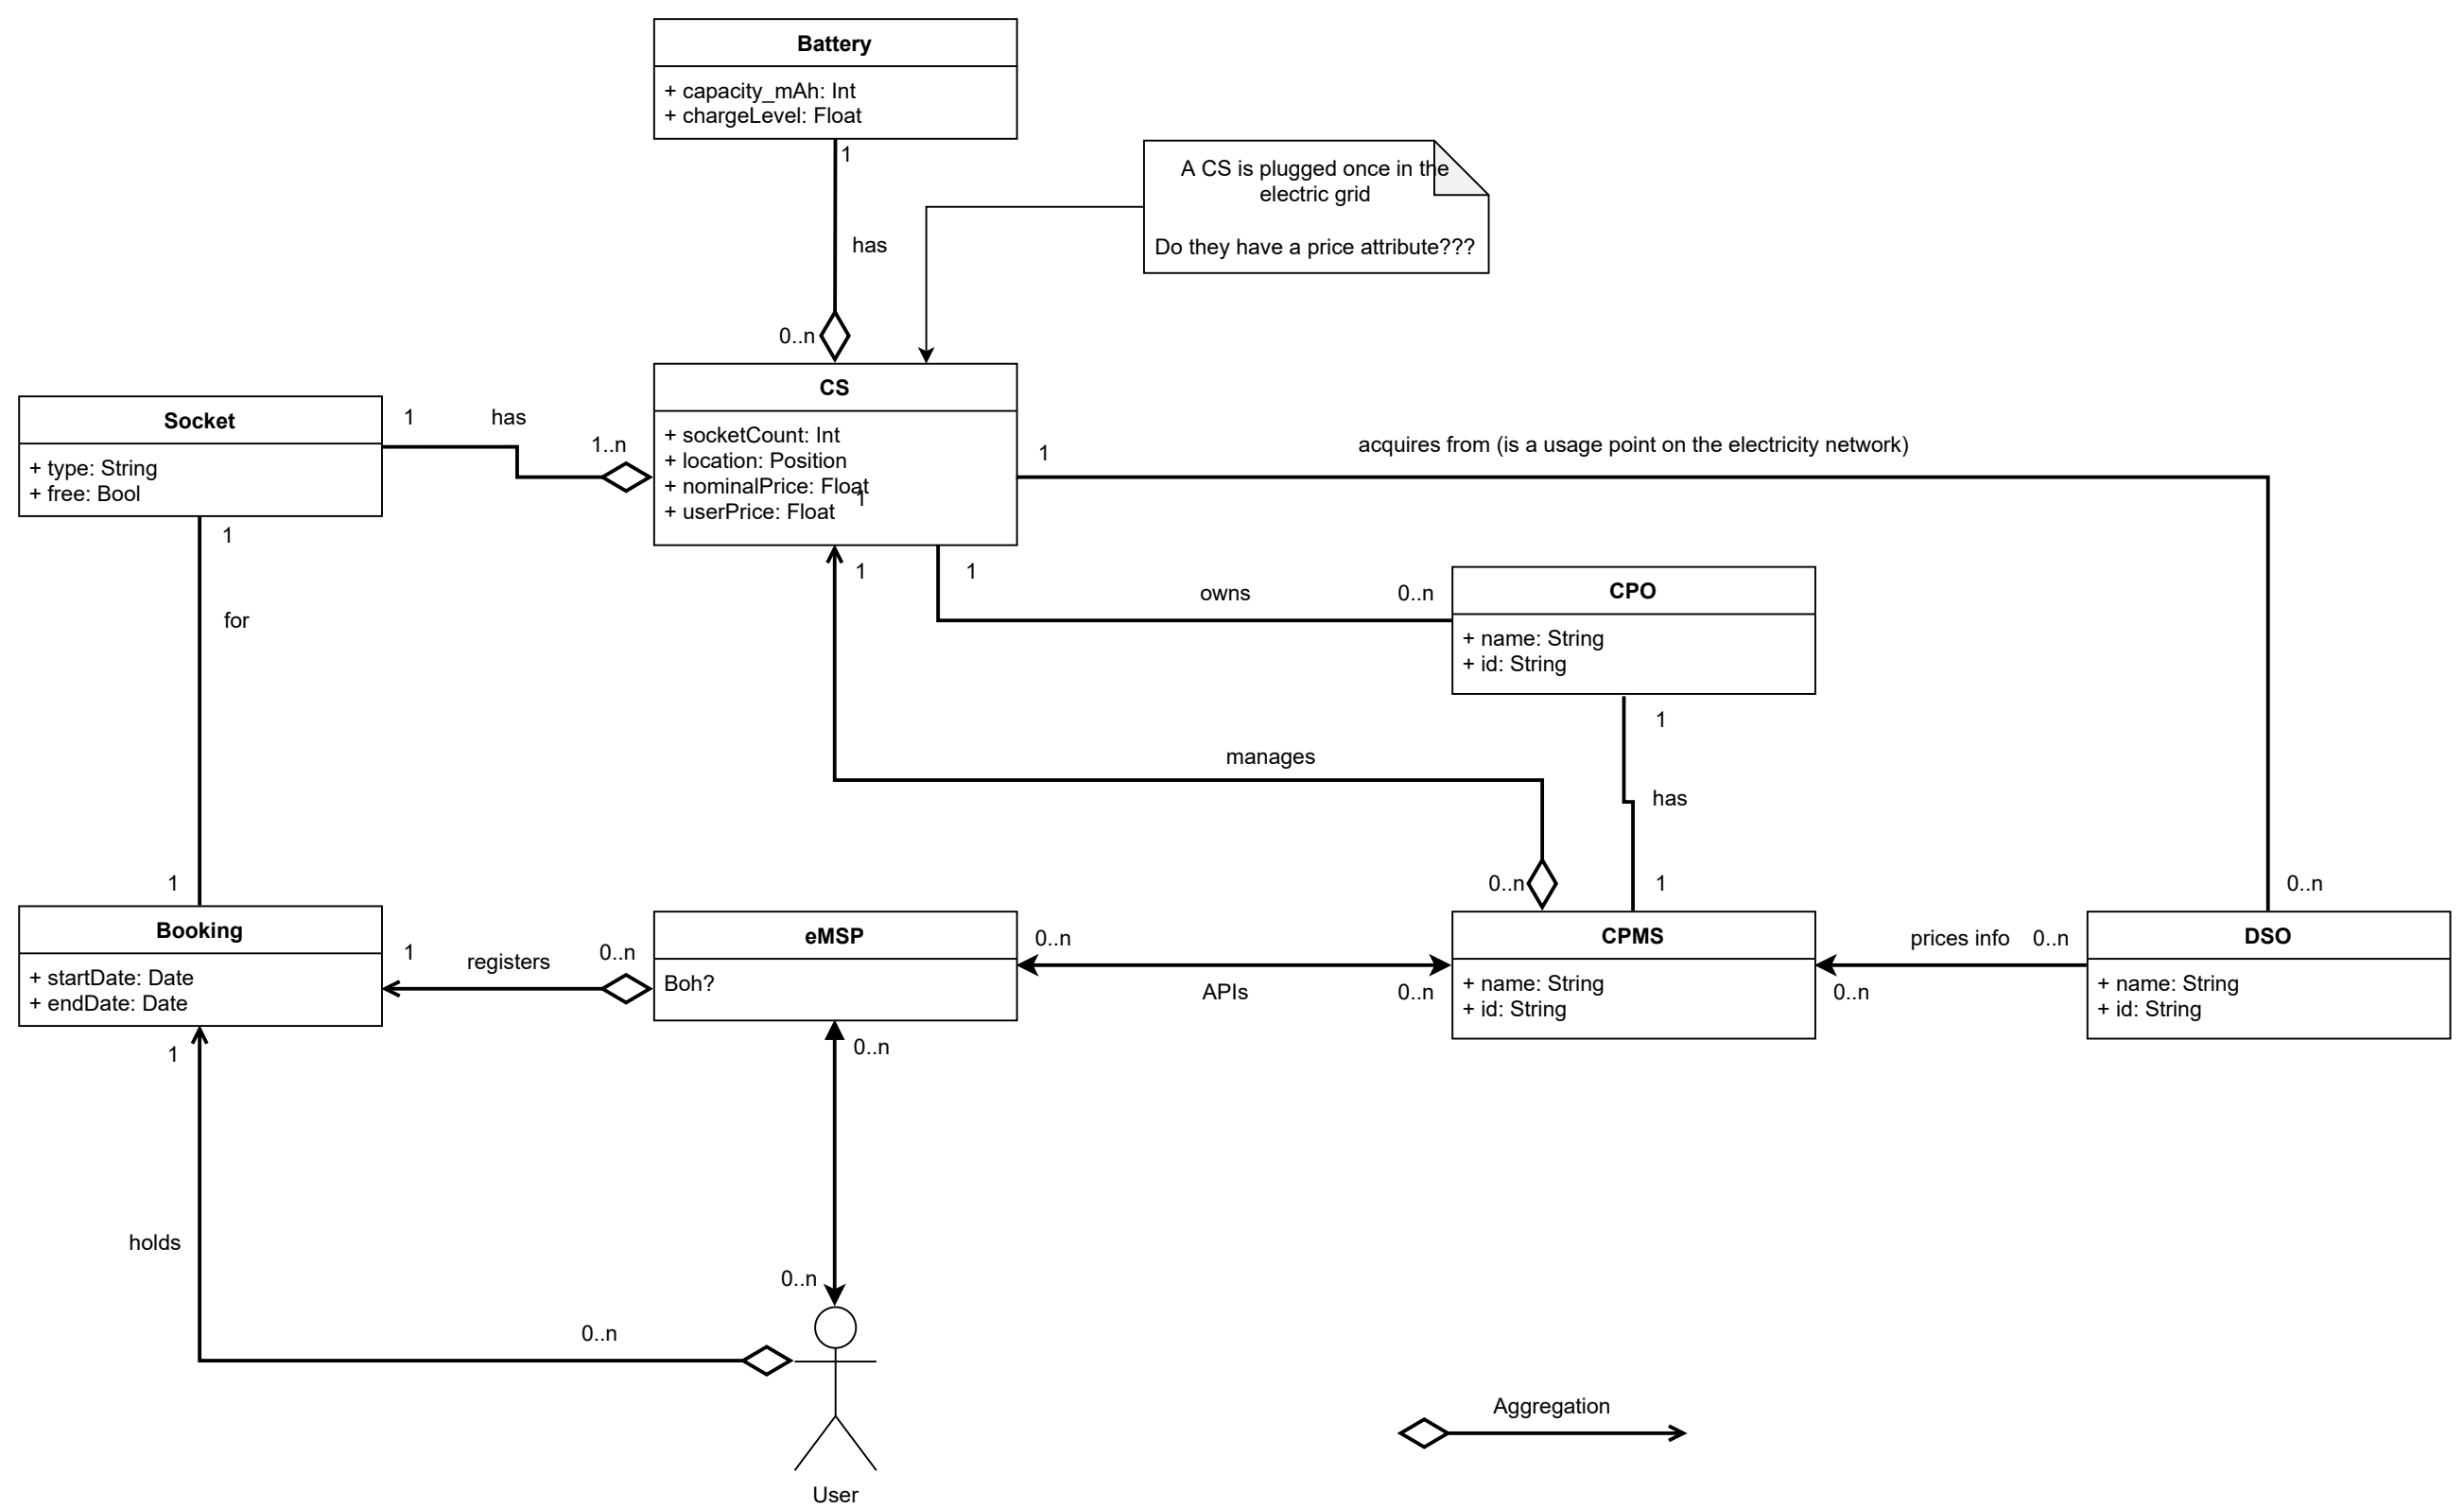 Battery
+ capacity_mAh: Int
+ chargeLevel: Float
1
has
0..n
A CS is plugged once in the
electric grid
Do they have a price attribute???
CS
+ socketCount: Int
+ location: Position
+ nominalPrice: Float
1
+ userPrice: Float
Socket
+ type: String
+ free: Bool
1
has
1..n
1
acquires from (is a usage point on the electricity network)
1
for
1
1
1
owns
0..n
CPO
+ name: String
+ id: String
1
has
1
manages
0..n
0..n
Booking
+ startDate: Date
+ endDate: Date
1
registers
0..n
eMSP
Boh?
0..n
APIs
0..n
CPMS
+ name: String
+ id: String
prices info
0..n
0..n
DSO
+ name: String
+ id: String
1
0..n
holds
0..n
0..n
User
Aggregation